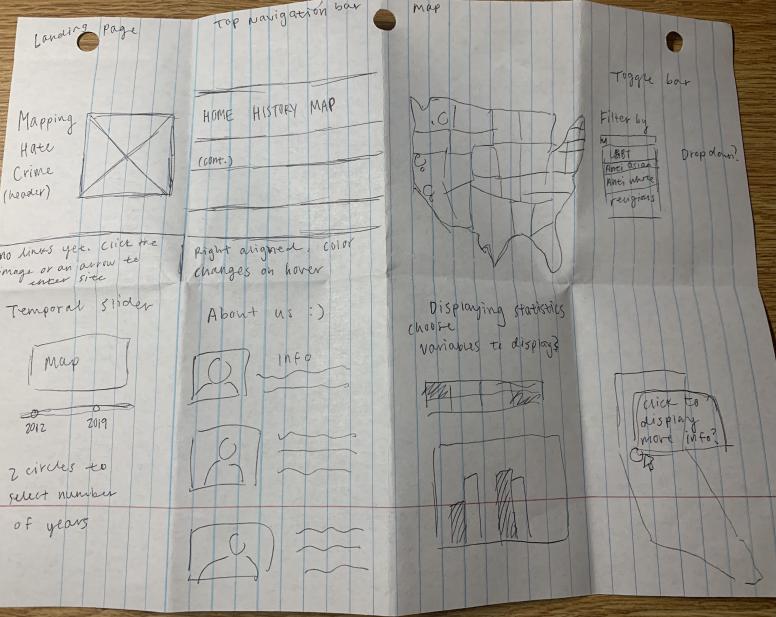 Landing Page
Mapping
Hate
Crime
(header)
no links yet. Click the
image or an arrow to
enter site
Top Navigation bar
HOME HISTORY MAP
(cont.)
Right aligned, color
changes on hover
Map
Toggle bar
Filter by
LGBT
Anti Asian
Anti white
religious
Dropdown?
Temporal slider
Map
2012 2019
2 circles to
select number
of years
About us :)
Info
Displaying statistics
choose
variables to display?
click to
display
more info?